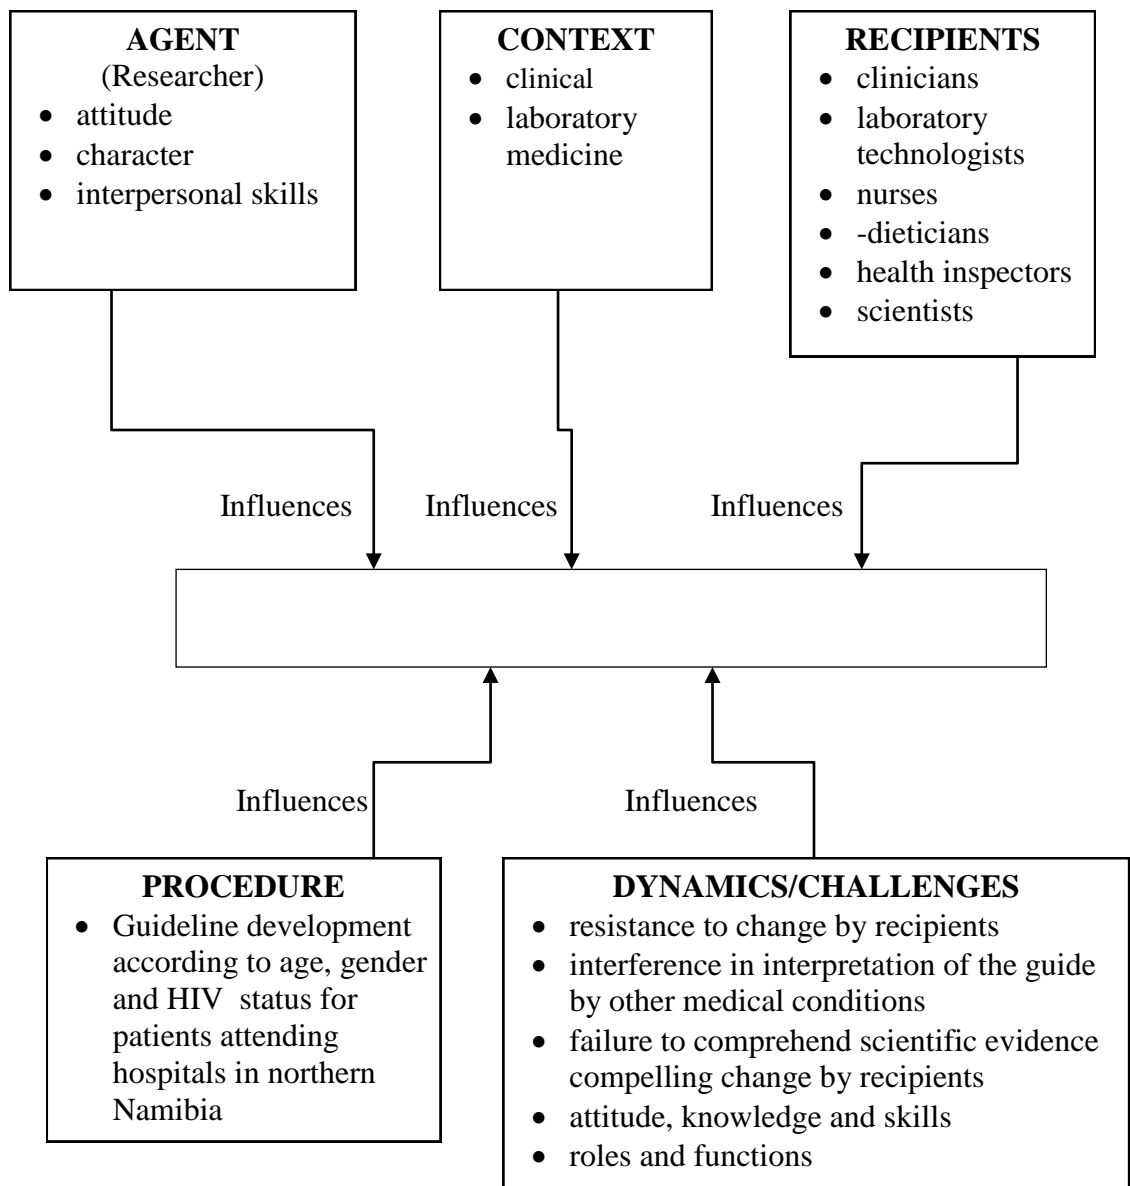 AGENT
(Researcher)
• attitude
• character
• interpersonal skills
CONTEXT
• clinical
• laboratory
medicine
RECIPIENTS
• clinicians
• laboratory
technologists
• nurses
• -dieticians
• health inspectors
• scientists
Influences
Influences
Influences
Influences
Influences
PROCEDURE
• Guideline development
according to age, gender
and HIV status for
patients attending
hospitals in northern
Namibia
DYNAMICS/CHALLENGES
• resistance to change by recipients
• interference in interpretation of the guide
by other medical conditions
• failure to comprehend scientific evidence
compelling change by recipients
• attitude, knowledge and skills
• roles and functions